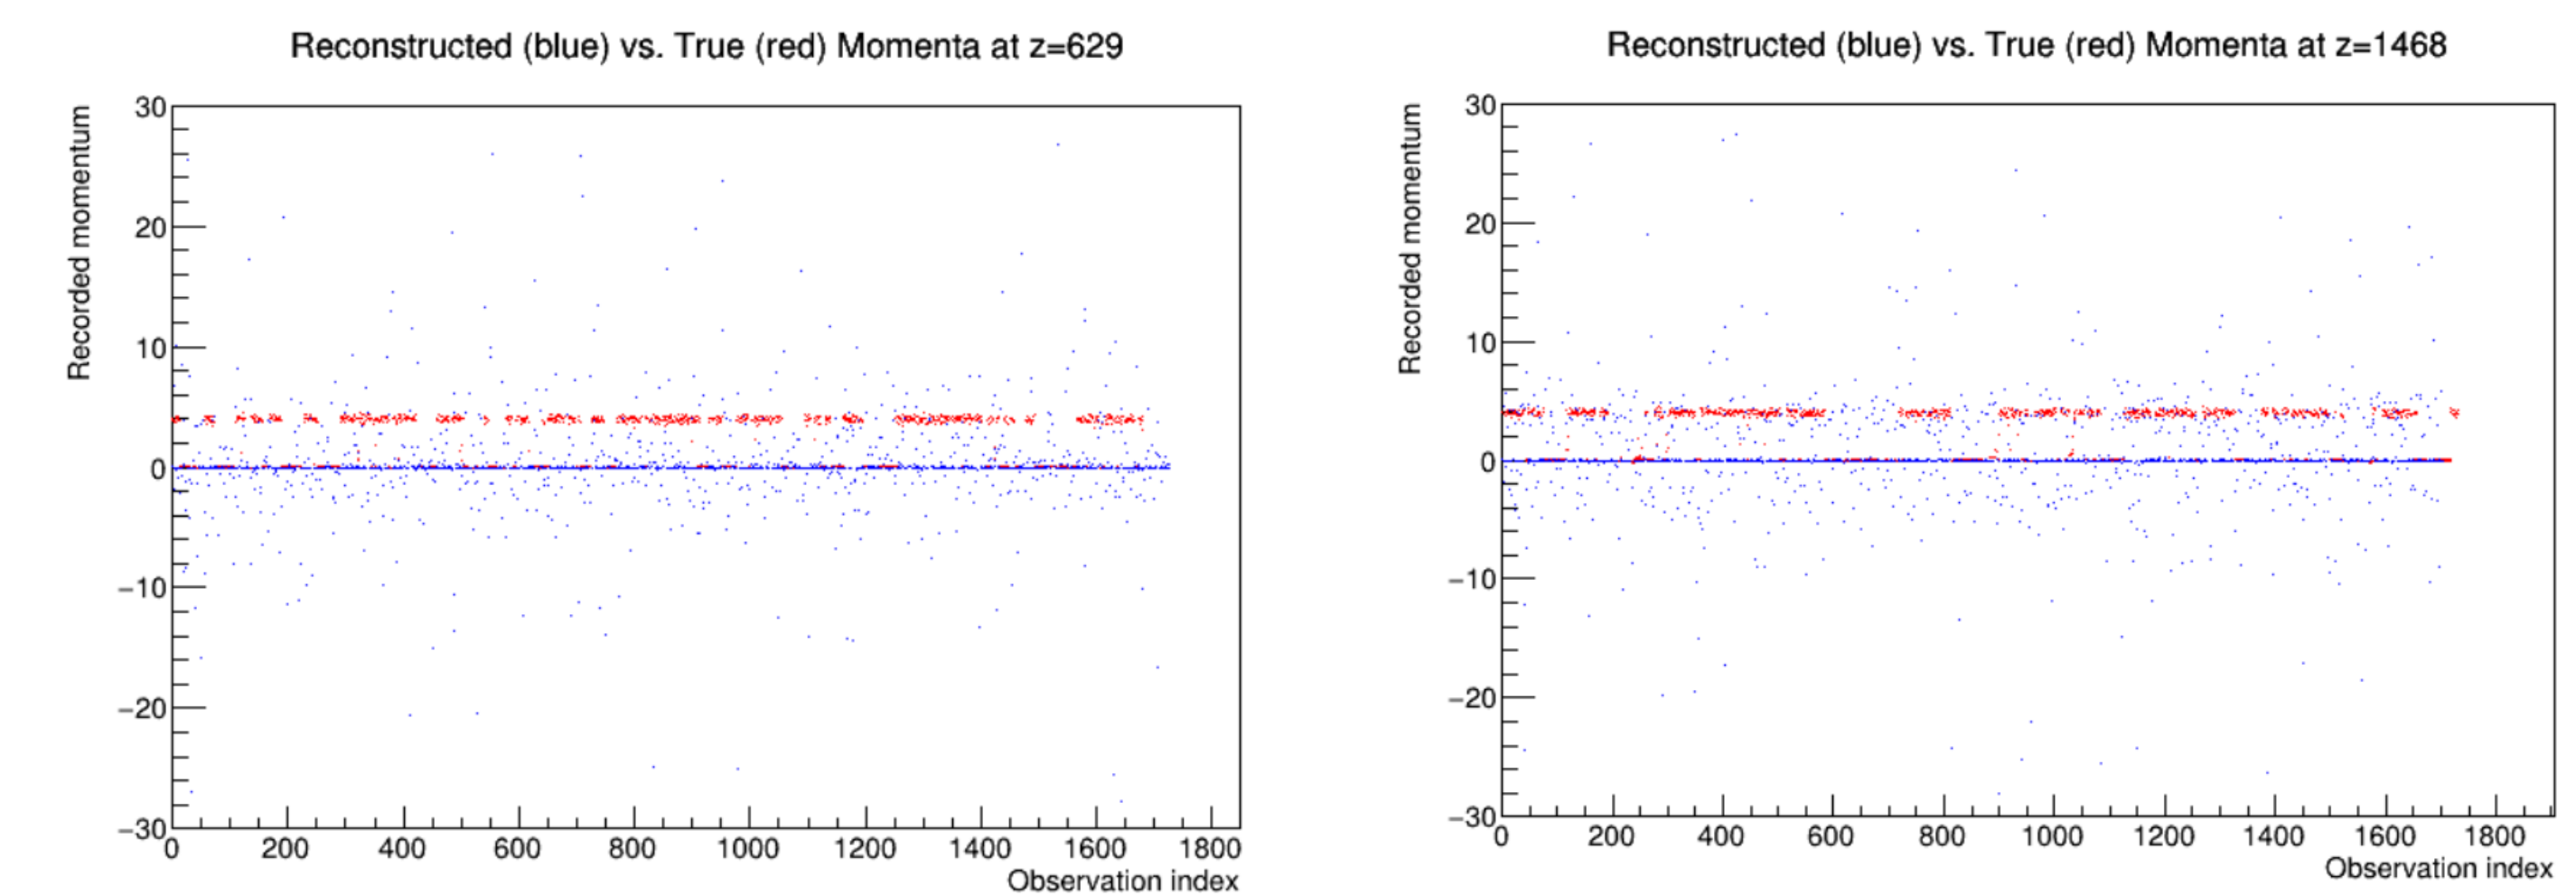 Reconstructed (blue) vs. True (red) Momenta at z=629
Recorded momentum
30
20
10
0
−10
−20
−30
0 200 400 600 800 1000 1200 1400 1600 1800
Observation index
Reconstructed (blue) vs. True (red) Momenta at z=1468
Recorded momentum
30
20
10
0
−10
−20
−30
0 200 400 600 800 1000 1200 1400 1600 1800
Observation index